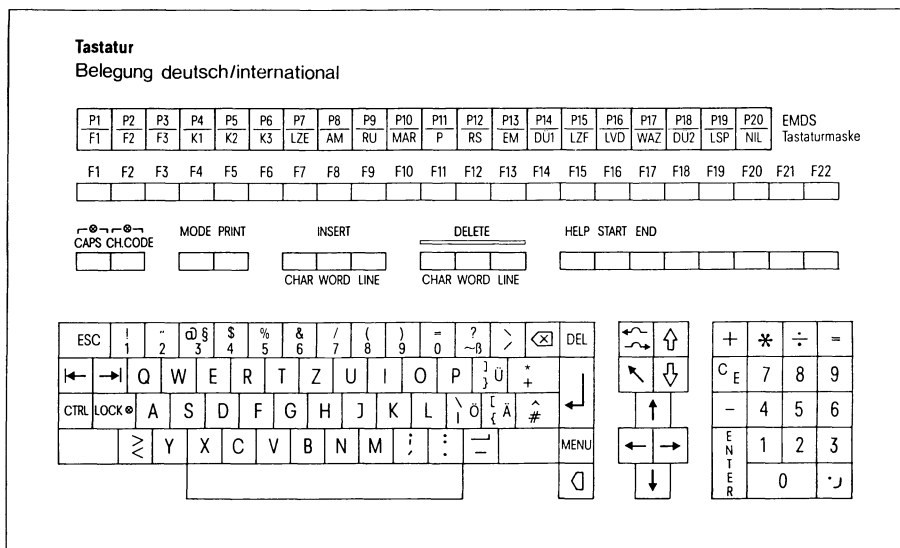 Tastatur
Belegung deutsch/international
P1 P2 P3 P4 P5 P6 P7 P8 P9 P10 P11 P12 P13 P14 P15 P16 P17 P18 P19 P20 EMDS
F1 F2 F3 K1 K2 K3 LZE AM RU MAR P RS EM DÜ1 LZF LVD WAZ DÜ2 LSP NIL Tastaturmaske
F1 F2 F3 F4 F5 F6 F7 F8 F9 F10 F11 F12 F13 F14 F15 F16 F17 F18 F19 F20 F21 F22
CAPS CH.CODE MODE PRINT INSERT DELETE HELP START END
CHAR WORD LINE CHAR WORD LINE
ESC ! 1 ¨ 2 @ § 3 $ 4 % 5 & 6 / 7 ( 8 ) 9 = 0 ? ~ß \ / ⌫ DEL
⇤ ⇥ Q W E R T Z U I O P ] } Ü * +
CTRL LOCK ⊗ A S D F G H J K L \ | Ö [ { Ä ^ # ↵
> < Y X C V B N M ; , : . _ – MENU
⇧ ↖ ⇩
↑
← →
↓
+ * ÷ =
CE 7 8 9
– 4 5 6
ENTER 1 2 3
0 .